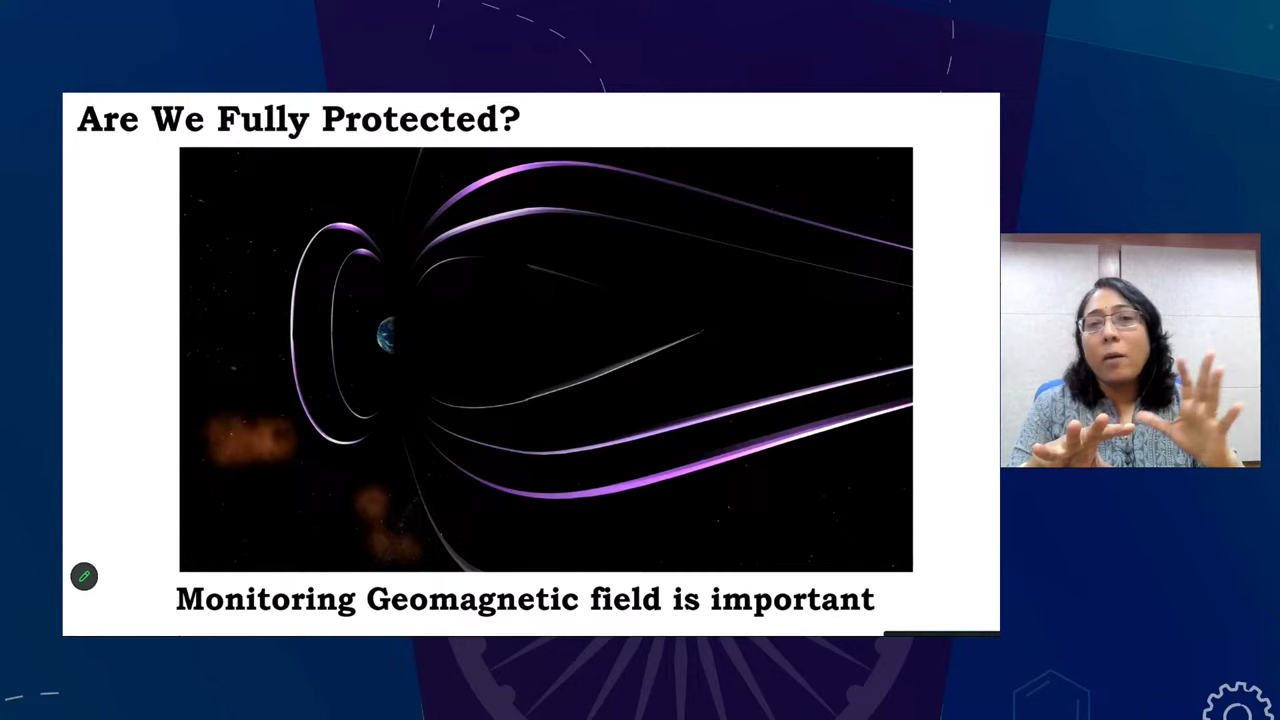 Are We Fully Protected?
Monitoring Geomagnetic field is important